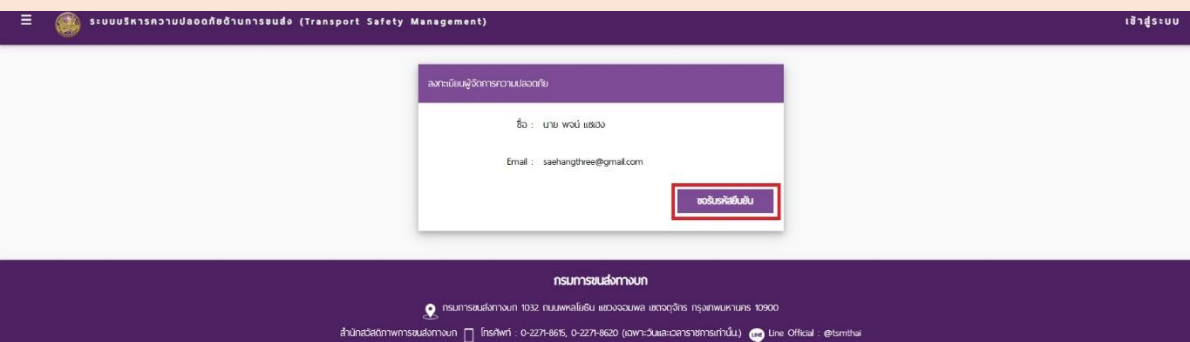 ระบบบริหารความปลอดภัยด้านการขนส่ง (Transport Safety Management)
เข้าสู่ระบบ
ลงทะเบียนผู้จัดการความปลอดภัย
ชื่อ : นาย พจน์ แซเฮง
Email : saehangthree@gmail.com
ขอรับรหัสยืนยัน
กรมการขนส่งทางบก
กรมการขนส่งทางบก 1032 ถนนพหลโยธิน แขวงจอมพล เขตจตุจักร กรุงเทพมหานคร 10900
สำนักสวัสดิภาพการขนส่งทางบก โทรศัพท์ : 0-2271-8615, 0-2271-8620 (เฉพาะวันและเวลาราชการเท่านั้น) Line Official : @tsmthai